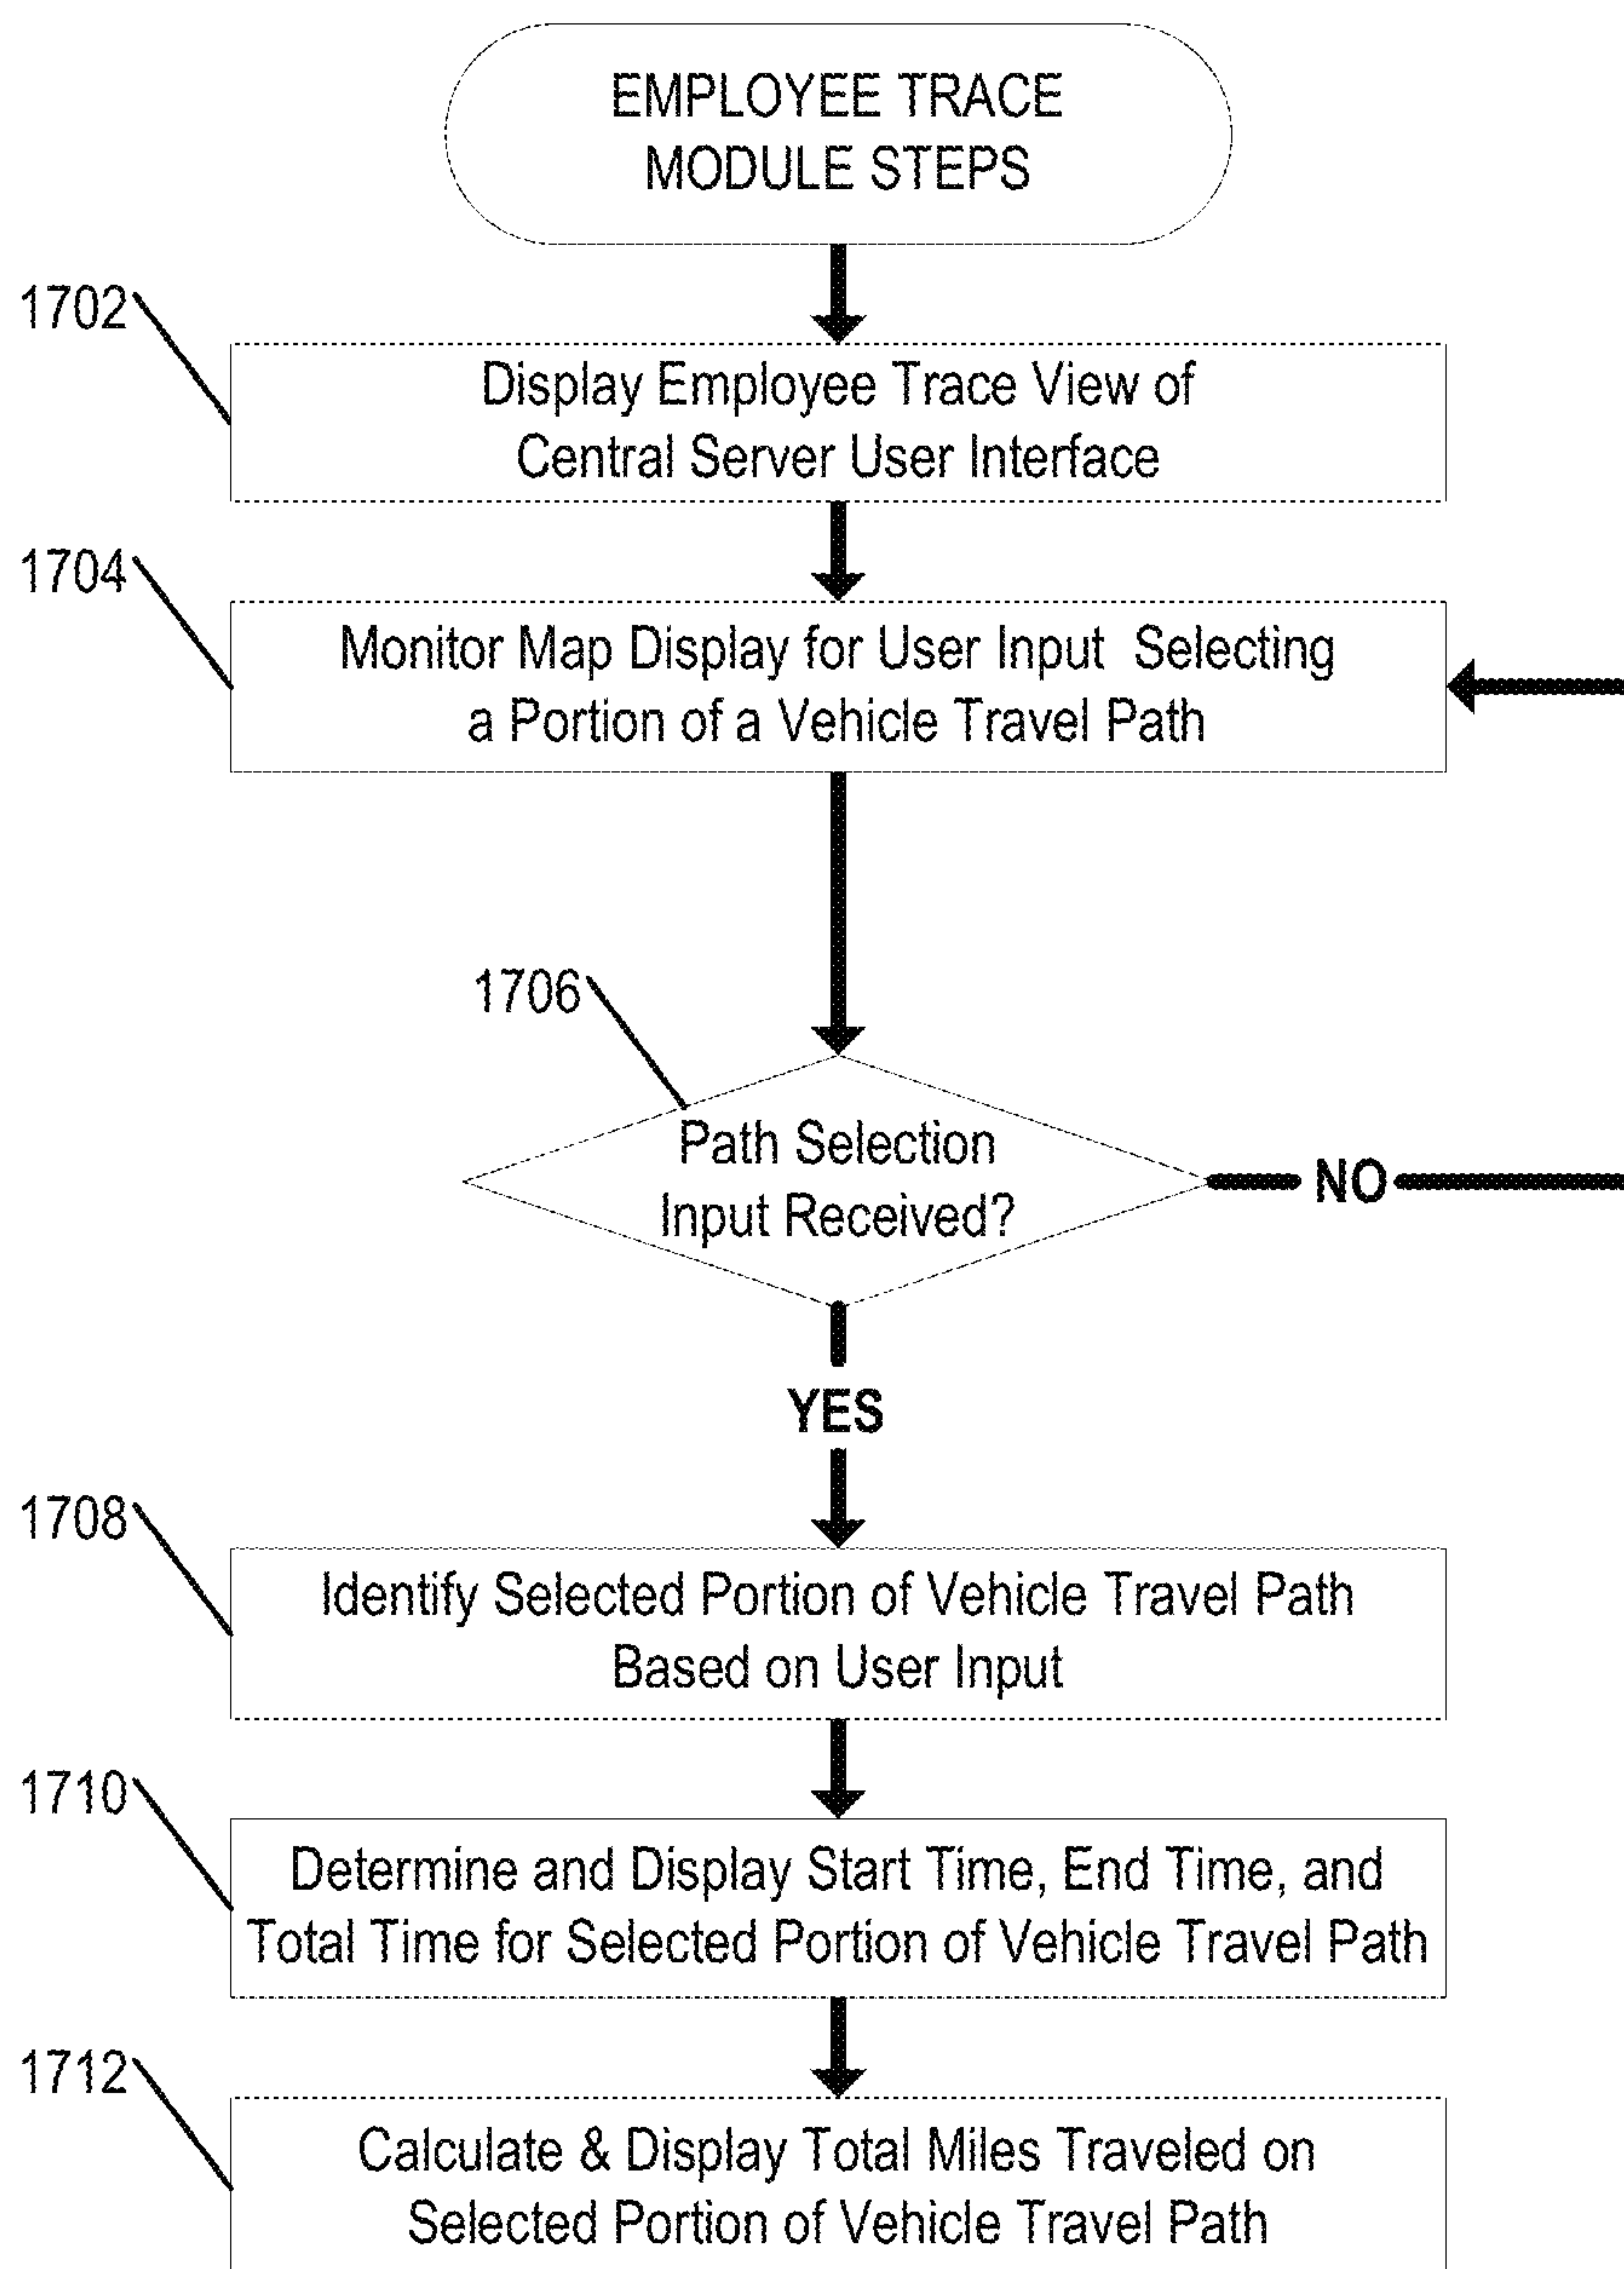 EMPLOYEE TRACE
MODULE STEPS
1702
Display Employee Trace View of
Central Server User Interface
1704
Monitor Map Display for User Input Selecting
a Portion of a Vehicle Travel Path
1706
Path Selection
Input Received?
NO
YES
1708
Identify Selected Portion of Vehicle Travel Path
Based on User Input
1710
Determine and Display Start Time, End Time, and
Total Time for Selected Portion of Vehicle Travel Path
1712
Calculate & Display Total Miles Traveled on
Selected Portion of Vehicle Travel Path